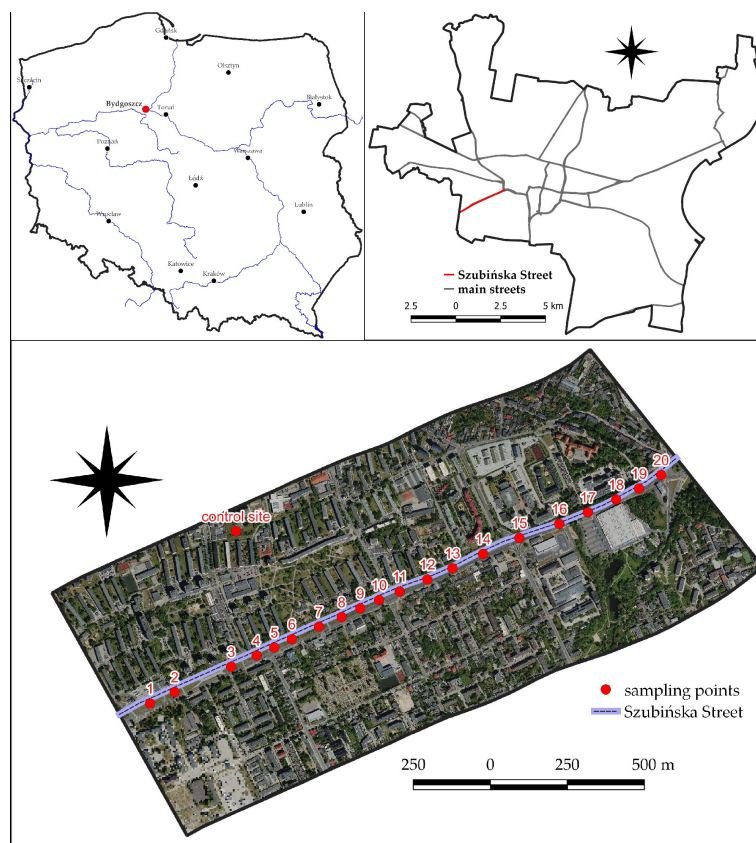 Gdańsk
Olsztyn
Szczecin
Białystok
Bydgoszcz
Toruń
Poznań
Warszawa
Łódź
Wrocław
Lublin
Katowice
Kraków
Szubińska Street
main streets
2.5 0 2.5 5 km
control site
1 2 3 4 5 6 7 8 9 10 11 12 13 14 15 16 17 18 19 20
sampling points
Szubińska Street
250 0 250 500 m